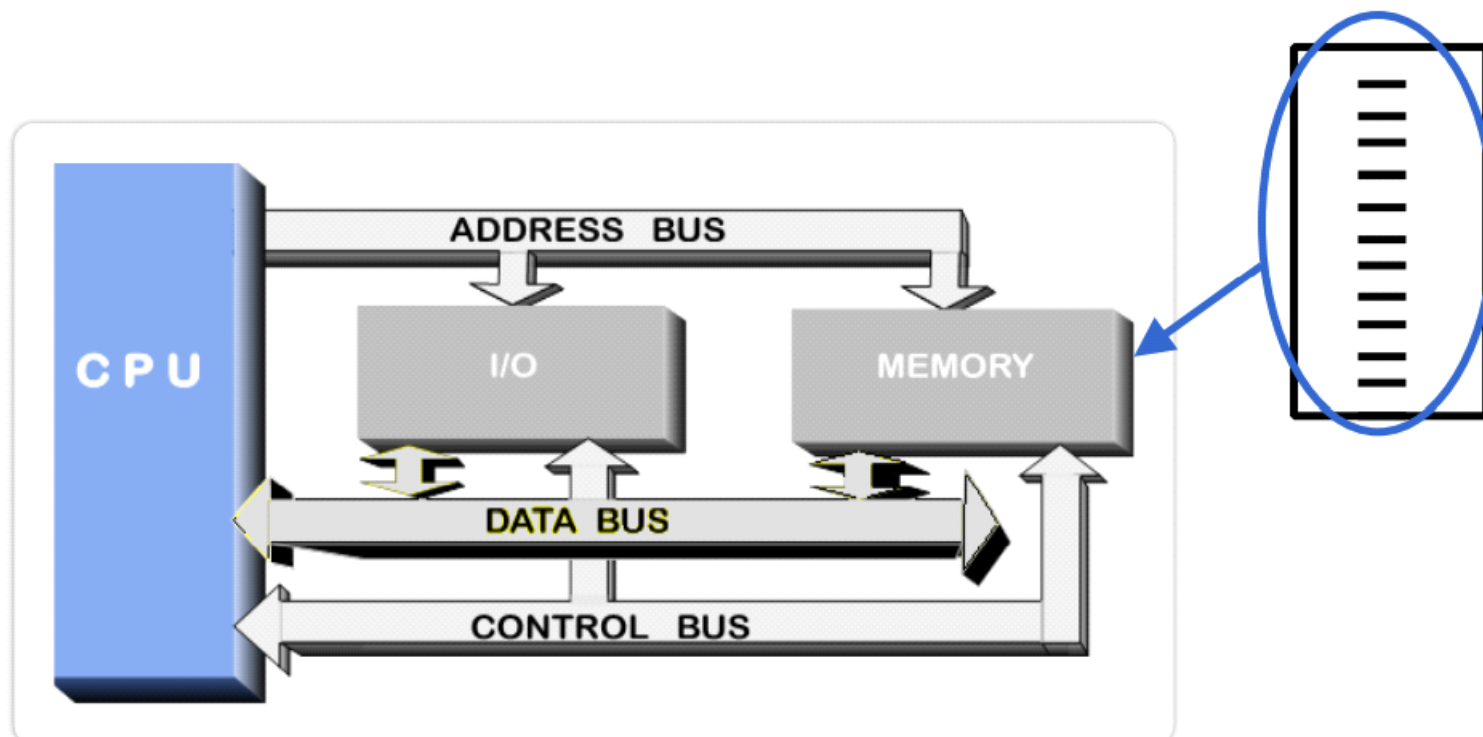 ADDRESS BUS
CPU
I/O
MEMORY
DATA BUS
CONTROL BUS